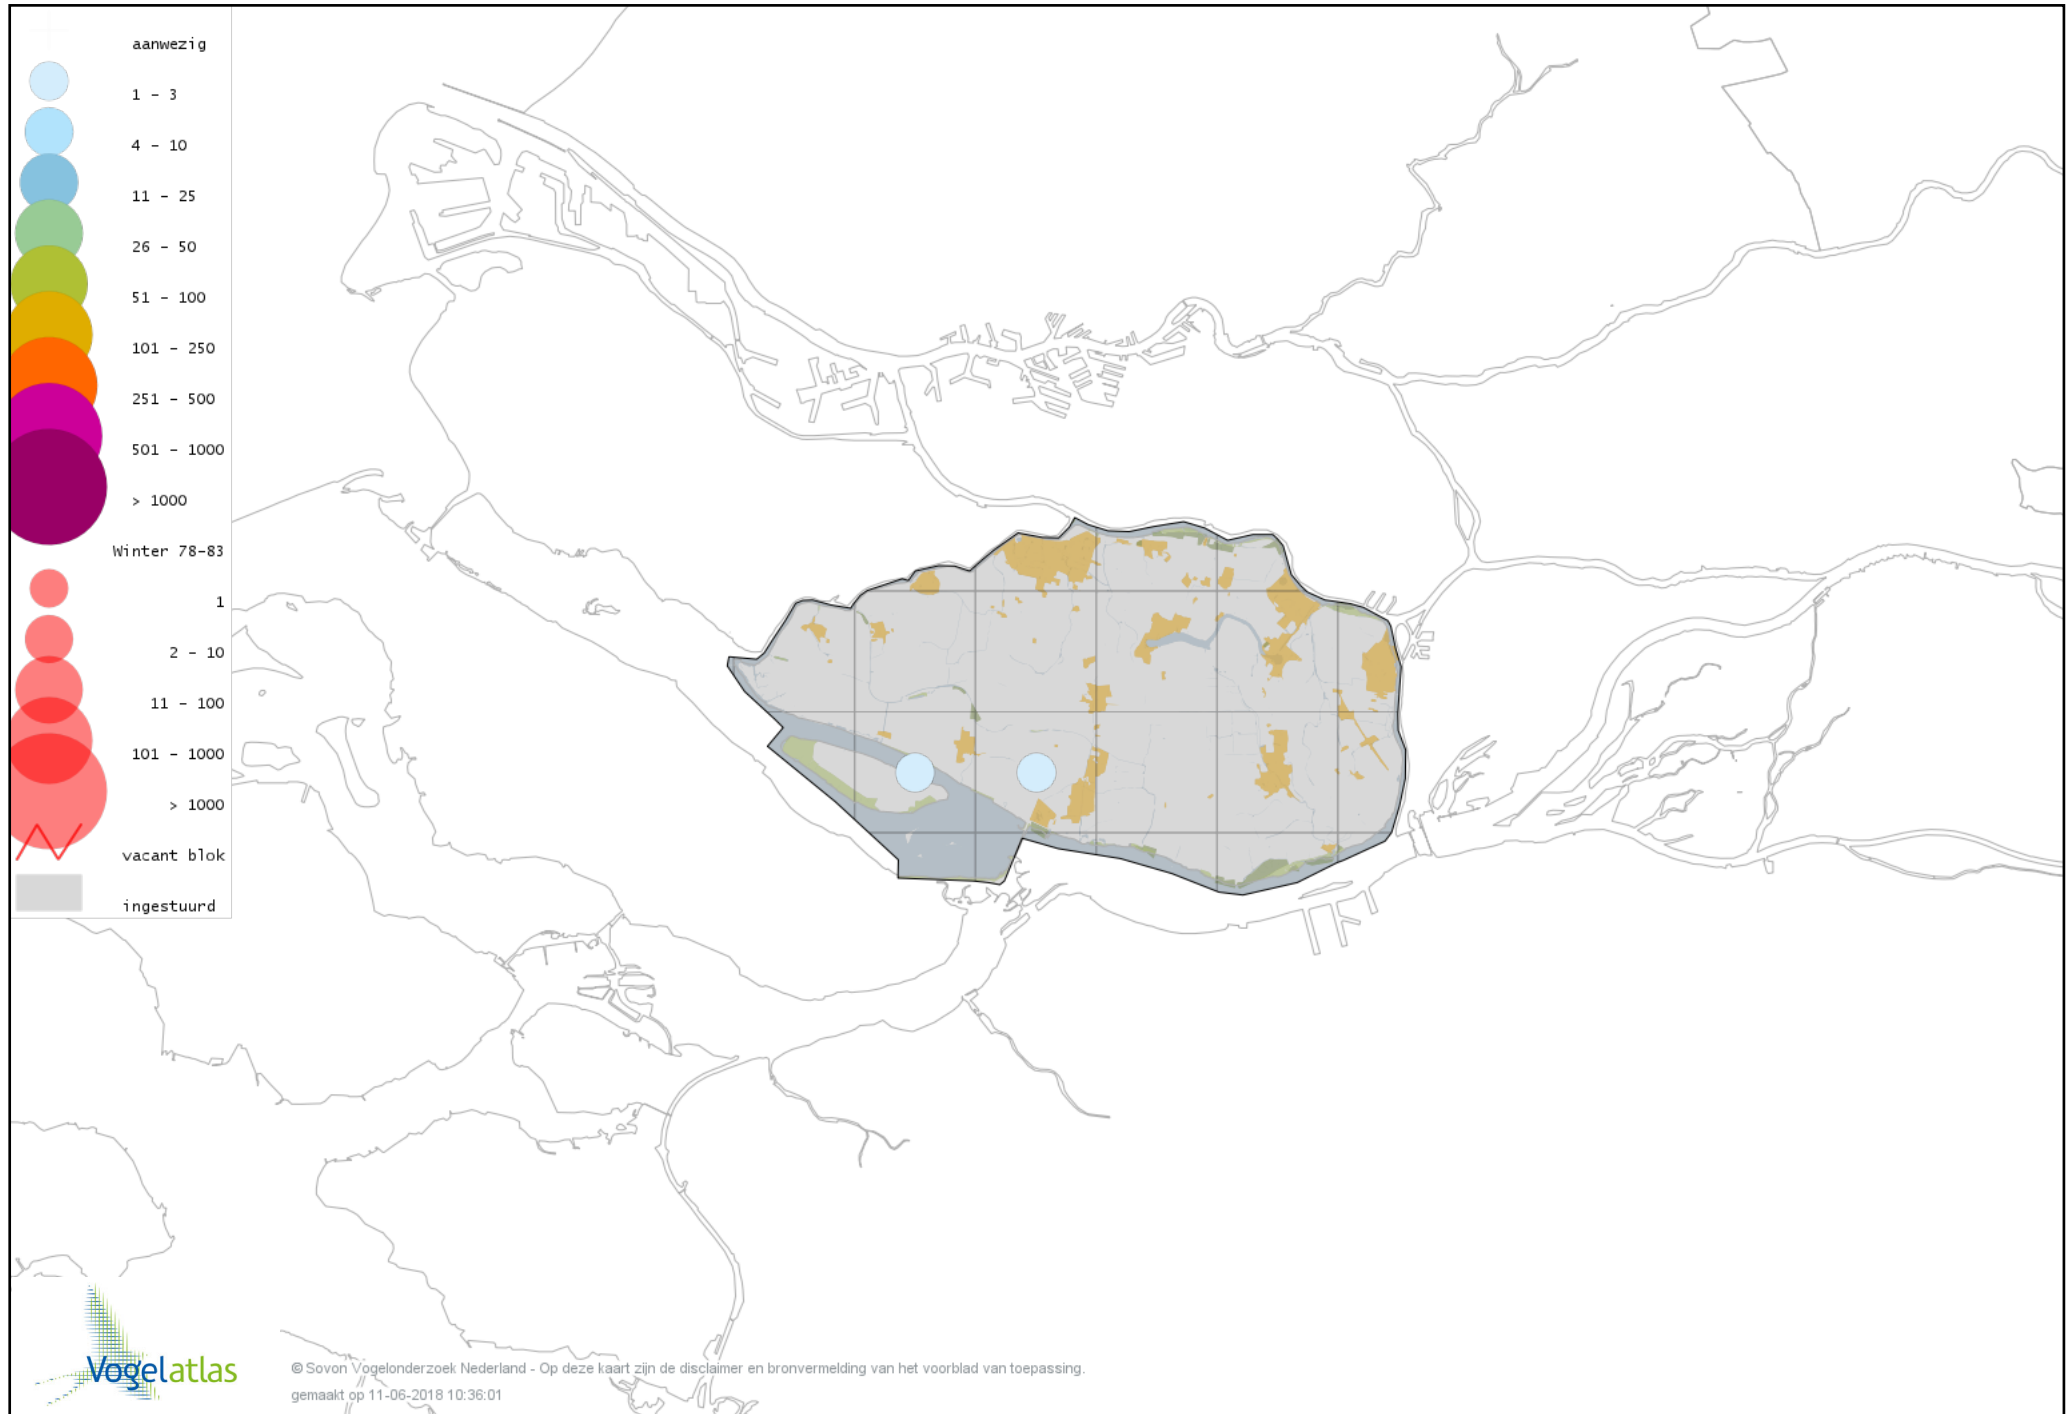 aanwezig
1 - 3
4 - 10
11 - 25
26 - 50
51 - 100
101 - 250
251 - 500
501 - 1000
> 1000
Winter 78-83
1
2 - 10
11 - 100
101 - 1000
> 1000
vacant blok
ingestuurd
Vogelatlas
© Sovon Vogelonderzoek Nederland - Op deze kaart zijn de disclaimer en bronvermelding van het voorblad van toepassing.
gemaakt op 11-06-2018 10:36:01